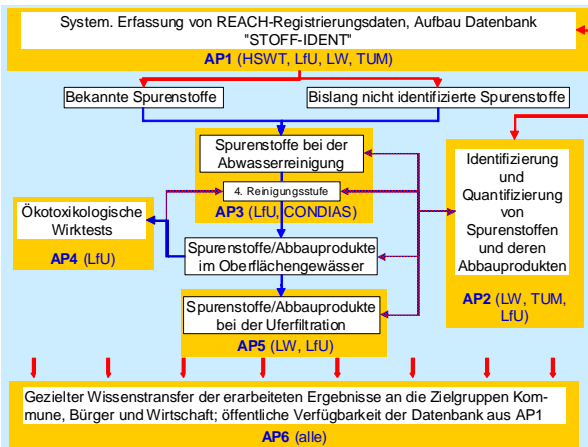 System. Erfassung von REACH-Registrierungsdaten, Aufbau Datenbank
"STOFF-IDENT"
AP1 (HSWT, LfU, LW, TUM)
Bekannte Spurenstoffe
Bislang nicht identifizierte Spurenstoffe
Spurenstoffe bei der
Abwasserreinigung
4. Reinigungsstufe
AP3 (LfU, CONDIAS)
Ökotoxikologische
Wirktests
AP4 (LfU)
Spurenstoffe/Abbauprodukte
im Oberflächengewässer
Spurenstoffe/Abbauprodukte
bei der Uferfiltration
AP5 (LW, LfU)
Identifizierung
und
Quantifizierung
von
Spurenstoffen
und deren
Abbauprodukten
AP2 (LW, TUM,
LfU)
Gezielter Wissenstransfer der erarbeiteten Ergebnisse an die Zielgruppen Kom-
mune, Bürger und Wirtschaft; öffentliche Verfügbarkeit der Datenbank aus AP1
AP6 (alle)